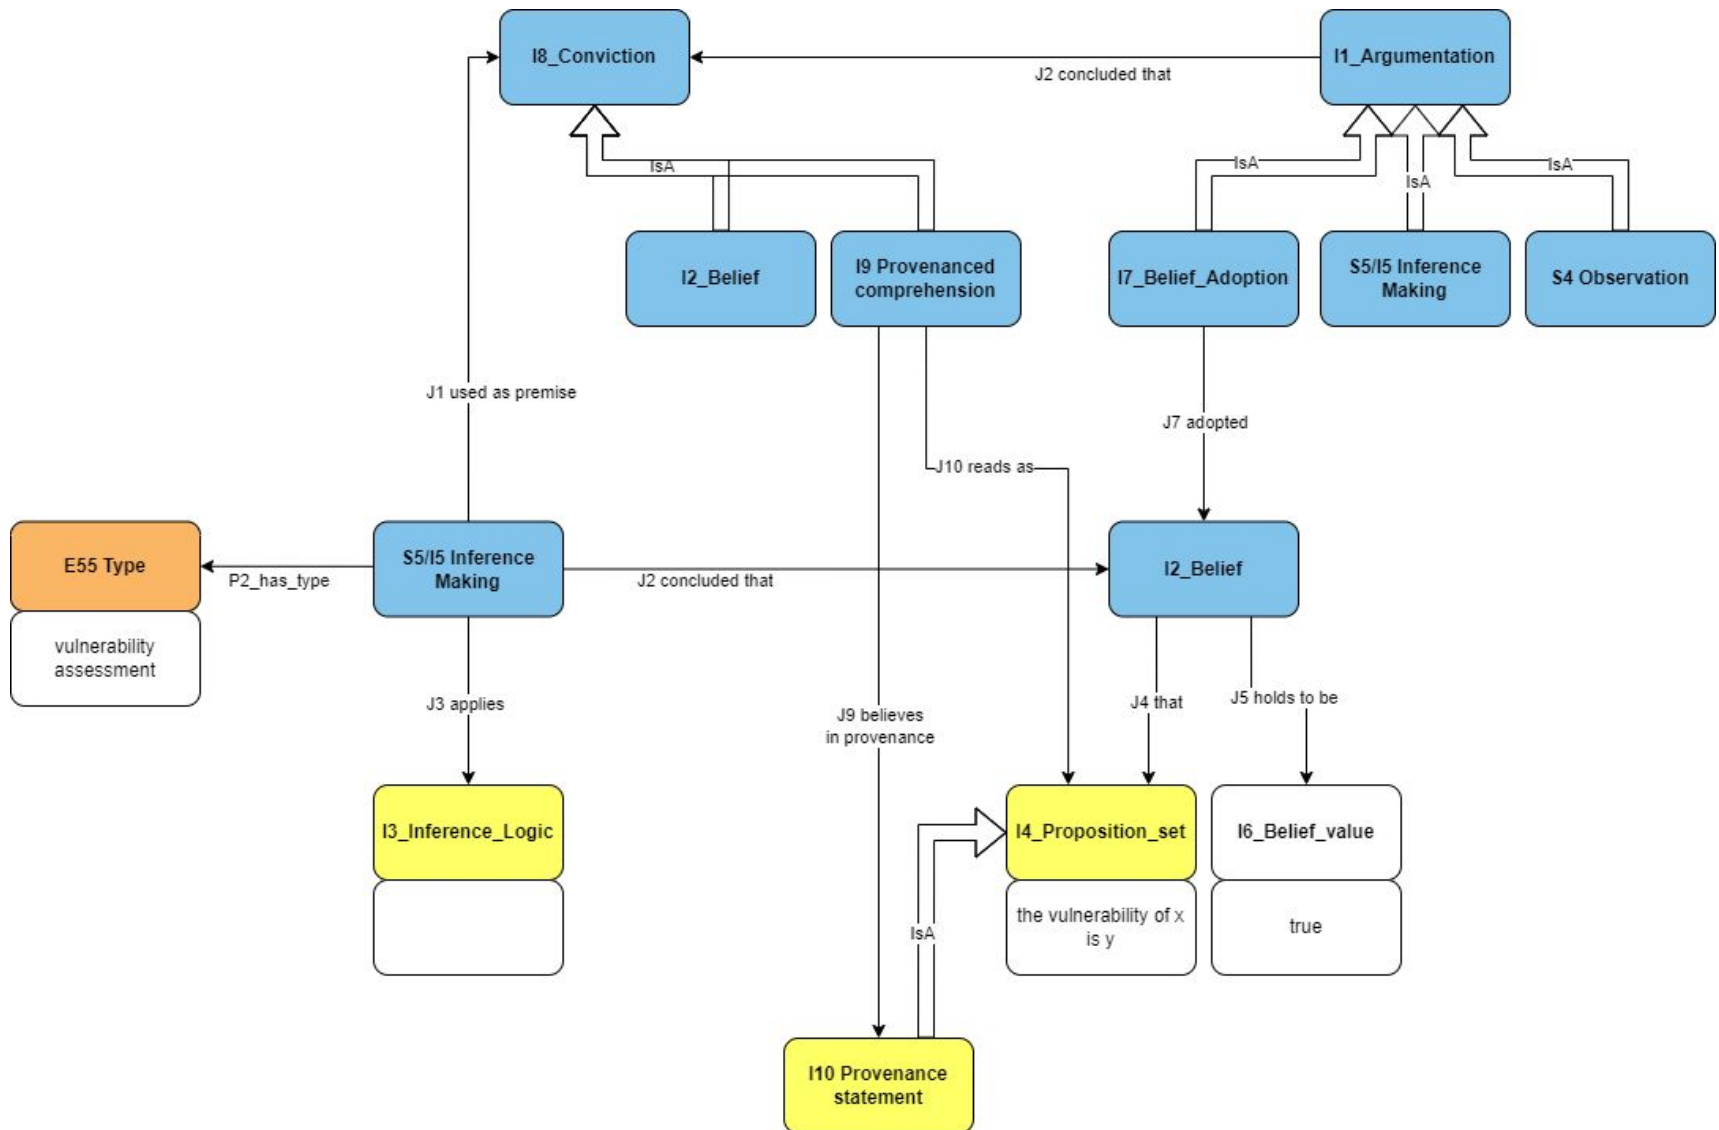 I8_Conviction
I1_Argumentation
J2 concluded that
IsA
IsA
IsA
IsA
I2_Belief
I9 Provenanced
comprehension
I7_Belief_Adoption
S5/I5 Inference
Making
S4 Observation
J1 used as premise
J7 adopted
J10 reads as
E55 Type
P2_has_type
S5/I5 Inference
Making
J2 concluded that
I2_Belief
vulnerability
assessment
J3 applies
J9 believes
in provenance
J4 that
J5 holds to be
I3_Inference_Logic
I4_Proposition_set
I6_Belief_value
the vulnerability of x
is y
true
IsA
I10 Provenance
statement